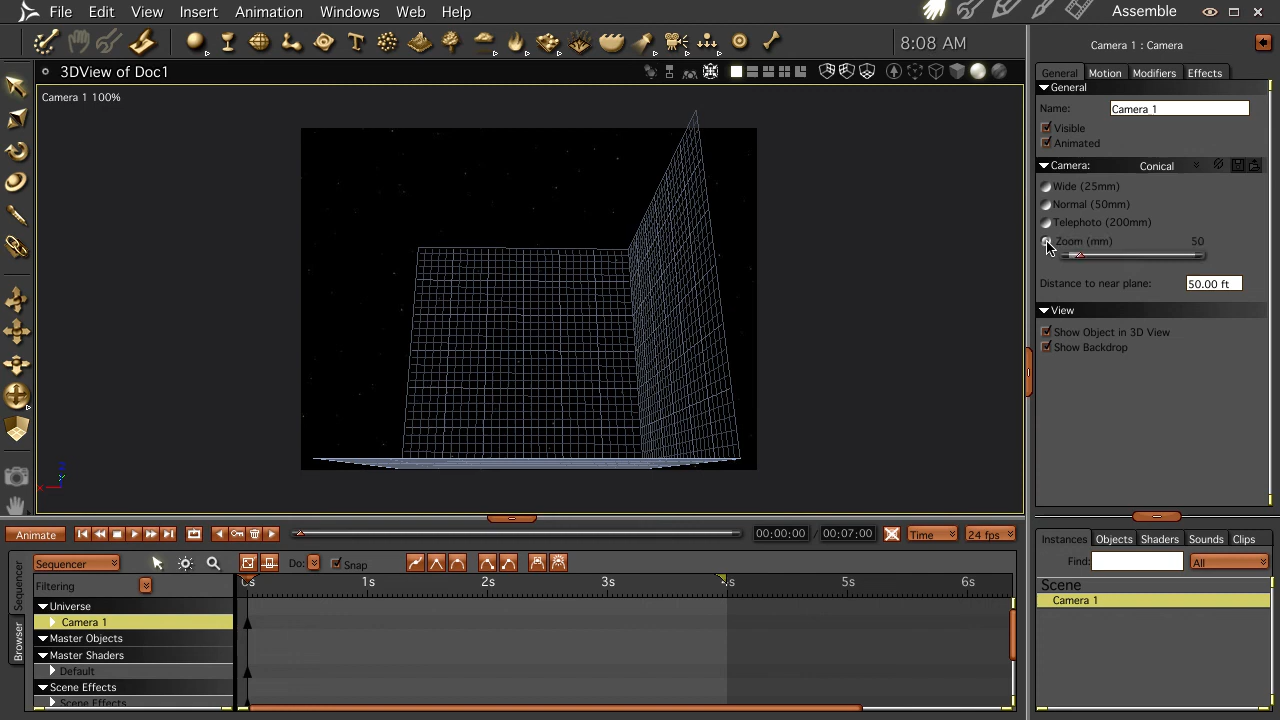 File Edit View Insert Animation Windows Web Help
Assemble
8:08 AM
3DView of Doc1
Camera 1 100%
Camera 1 : Camera
General Motion Modifiers Effects
General
Name: Camera 1
Visible
Animated
Camera: Conical
Wide (25mm)
Normal (50mm)
Telephoto (200mm)
Zoom (mm) 50
Distance to near plane: 50.00 ft
View
Show Object in 3D View
Show Backdrop
Animate
00:00:00 / 00:07:00 Time 24 fps
Sequencer
Browser
Sequencer
Do: Snap
Filtering
0s 1s 2s 3s 4s 5s 6s
Universe
Camera 1
Master Objects
Master Shaders
Default
Scene Effects
Scene Effects
Instances Objects Shaders Sounds Clips
Find: All
Scene
Camera 1